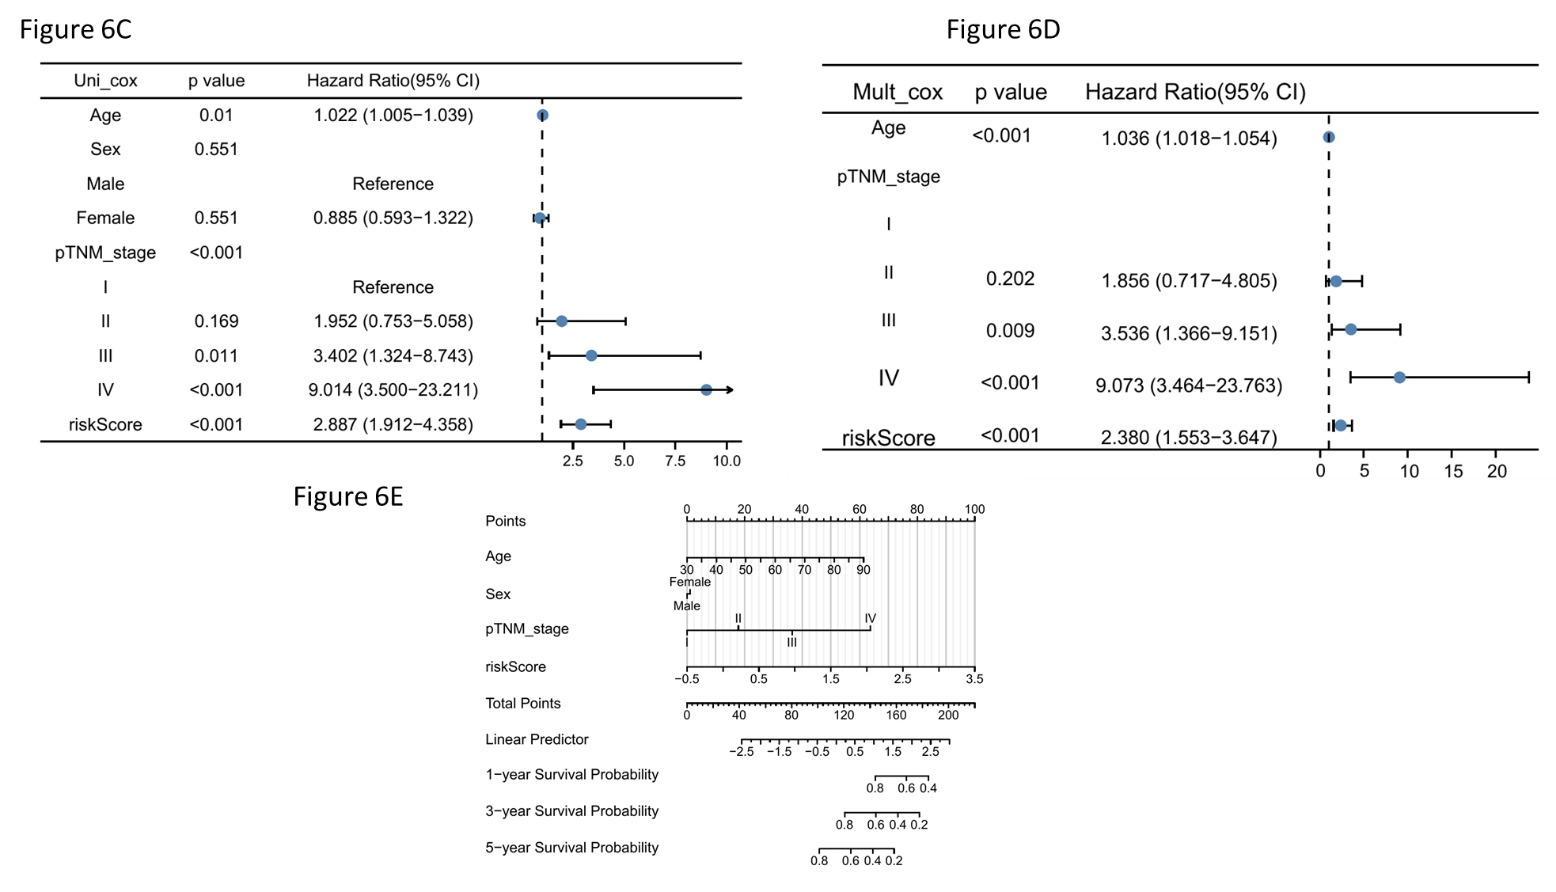 Figure 6C
Uni_cox p value Hazard Ratio(95% CI)
Age 0.01 1.022 (1.005−1.039)
Sex 0.551
Male Reference
Female 0.551 0.885 (0.593−1.322)
pTNM_stage <0.001
I Reference
II 0.169 1.952 (0.753−5.058)
III 0.011 3.402 (1.324−8.743)
IV <0.001 9.014 (3.500−23.211)
riskScore <0.001 2.887 (1.912−4.358)
2.5 5.0 7.5 10.0
Figure 6D
Mult_cox p value Hazard Ratio(95% CI)
Age <0.001 1.036 (1.018−1.054)
pTNM_stage
I
II 0.202 1.856 (0.717−4.805)
III 0.009 3.536 (1.366−9.151)
IV <0.001 9.073 (3.464−23.763)
riskScore <0.001 2.380 (1.553−3.647)
0 5 10 15 20
Figure 6E
0 20 40 60 80 100
Points
Age
30 40 50 60 70 80 90
Female
Sex
Male
II IV
pTNM_stage
I III
riskScore
−0.5 0.5 1.5 2.5 3.5
Total Points
0 40 80 120 160 200
Linear Predictor
−2.5 −1.5 −0.5 0.5 1.5 2.5
1−year Survival Probability
0.8 0.6 0.4
3−year Survival Probability
0.8 0.6 0.4 0.2
5−year Survival Probability
0.8 0.6 0.4 0.2